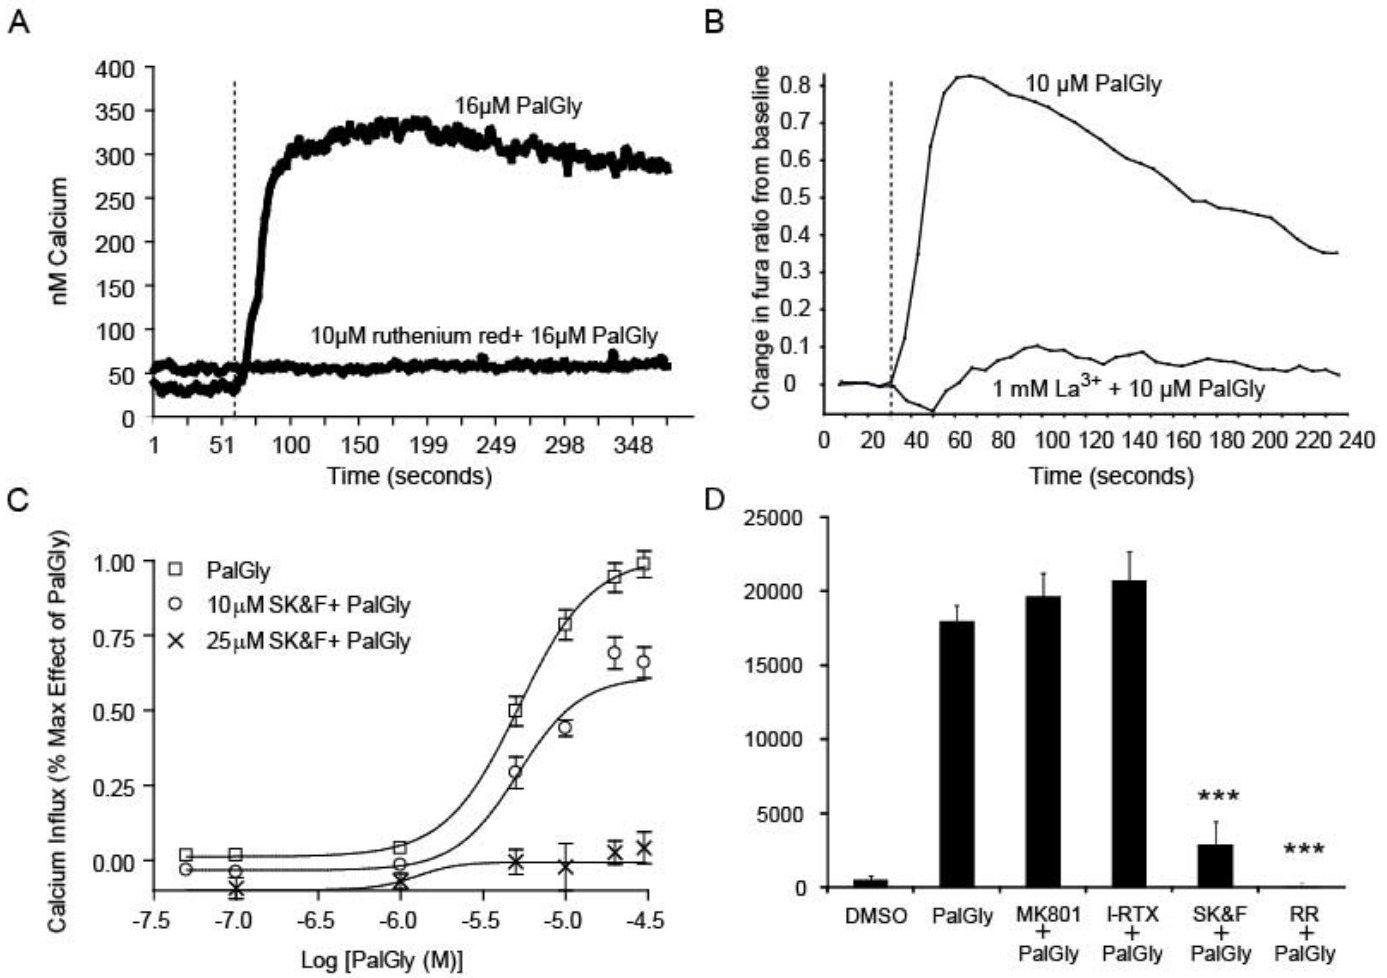 A
400
350
300
250
200
150
100
50
0
nM Calcium
16μM PalGly
10μM ruthenium red+ 16μM PalGly
1 51 100 150 199 249 298 348
Time (seconds)
B
0.8
0.7
0.6
0.5
0.4
0.3
0.2
0.1
0
Change in fura ratio from baseline
10 μM PalGly
1 mM La3+ + 10 μM PalGly
0 20 40 60 80 100 120 140 160 180 200 220 240
Time (seconds)
C
1.00
0.75
0.50
0.25
0.00
Calcium Influx (% Max Effect of PalGly)
PalGly
10μM SK&F+ PalGly
25μM SK&F+ PalGly
-7.5 -7.0 -6.5 -6.0 -5.5 -5.0 -4.5
Log [PalGly (M)]
D
25000
20000
15000
10000
5000
0
***
***
DMSO
PalGly
MK801 + PalGly
I-RTX + PalGly
SK&F + PalGly
RR + PalGly